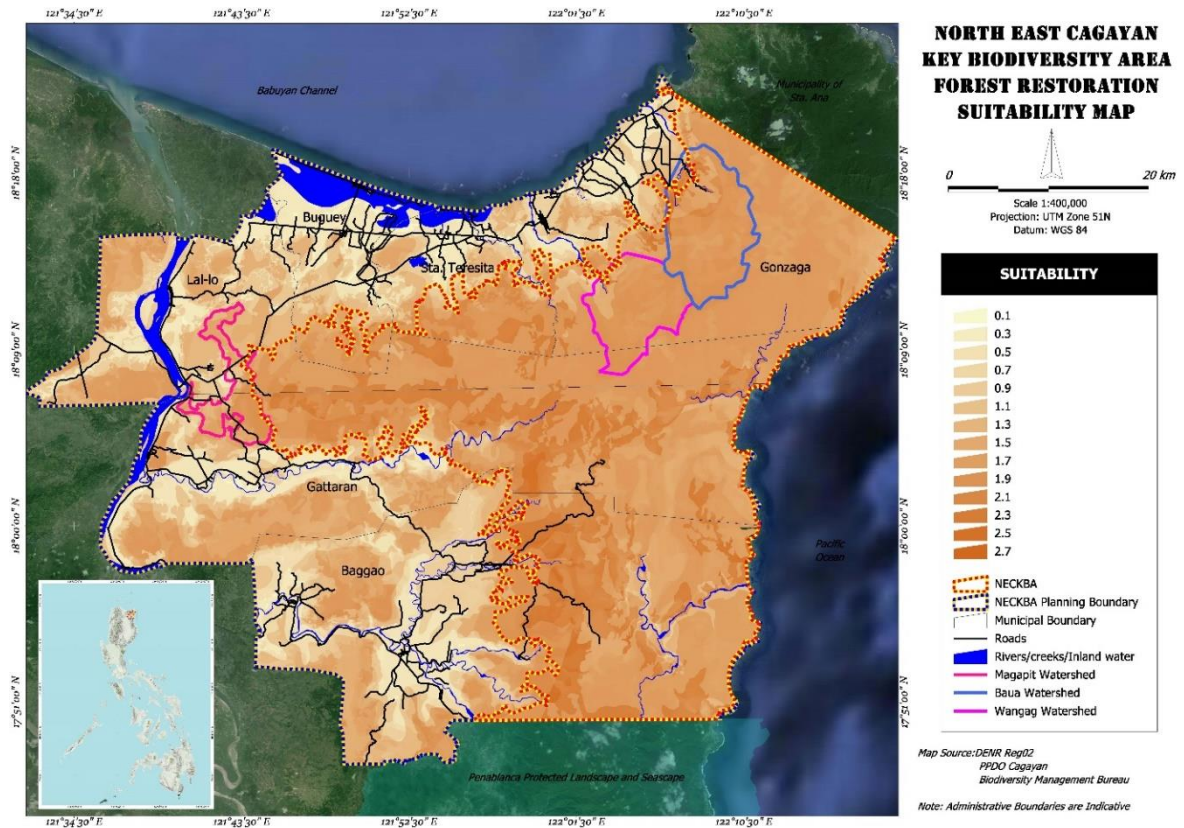 121°34'30" E
121°43'30" E
121°52'30" E
122°01'30" E
122°10'30" E
NORTH EAST CAGAYAN
KEY BIODIVERSITY AREA
FOREST RESTORATION
SUITABILITY MAP
Babuyan Channel
Municipality of
Sta. Ana
18°18'00" N
18°18'00" N
0
20 km
Scale 1:400,000
Projection: UTM Zone 51N
Datum: WGS 84
Buguey
Sta. Teresita
Gonzaga
Lal-lo
SUITABILITY
0.1
0.3
0.5
0.7
0.9
1.1
1.3
1.5
1.7
1.9
2.1
2.3
2.5
2.7
18°09'00" N
18°09'00" N
Gattaran
18°00'00" N
18°00'00" N
Baggao
Pacific
Ocean
NECKBA
NECKBA Planning Boundary
Municipal Boundary
Roads
Rivers/creeks/Inland water
Magapit Watershed
Baua Watershed
Wangag Watershed
17°51'00" N
17°51'00" N
Penablanca Protected Landscape and Seascape
Map Source:DENR Reg02
PPDO Cagayan
Biodiversity Management Bureau
Note: Administrative Boundaries are Indicative
121°34'30" E
121°43'30" E
121°52'30" E
122°01'30" E
122°10'30" E